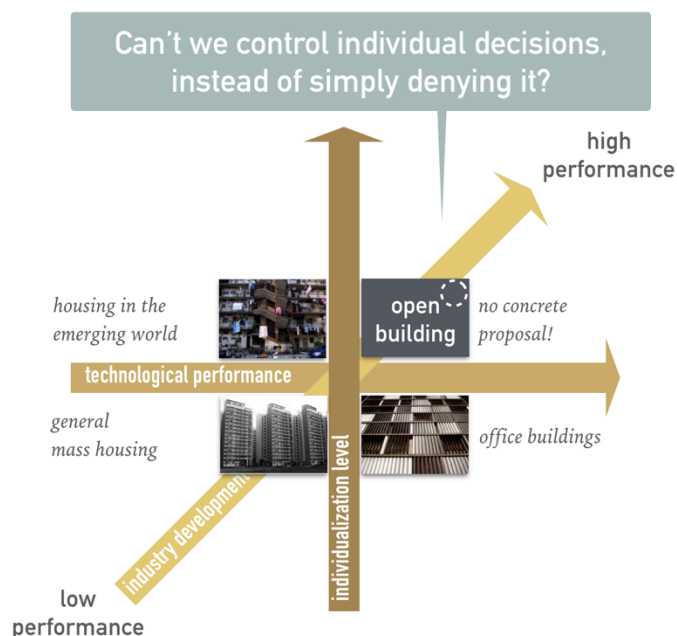 Can't we control individual decisions,
instead of simply denying it?
high
performance
housing in the
emerging world
open
building
no concrete
proposal!
technological performance
general
mass housing
office buildings
individualization level
industry development
low
performance